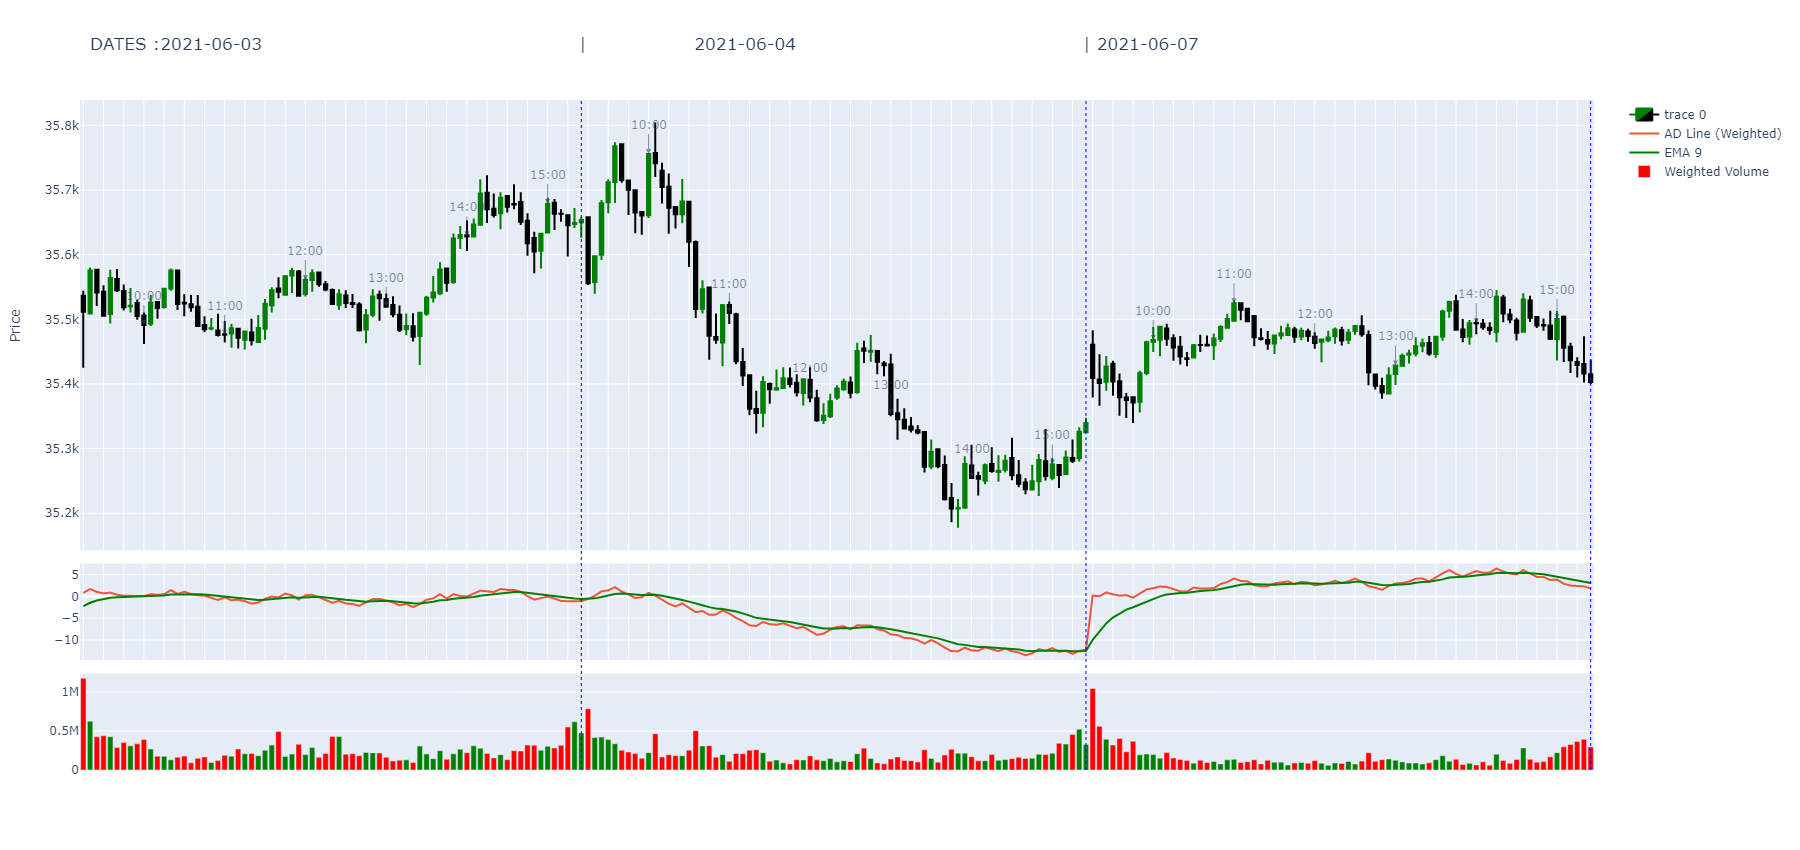 DATES :2021-06-03 | 2021-06-04 | 2021-06-07
Price
35.8k
35.7k
35.6k
35.5k
35.4k
35.3k
35.2k
10:00
11:00
12:00
13:00
14:00
15:00
10:00
11:00
12:00
13:00
14:00
15:00
10:00
11:00
12:00
13:00
14:00
15:00
trace 0
AD Line (Weighted)
EMA 9
Weighted Volume
5
0
−5
−10
1M
0.5M
0